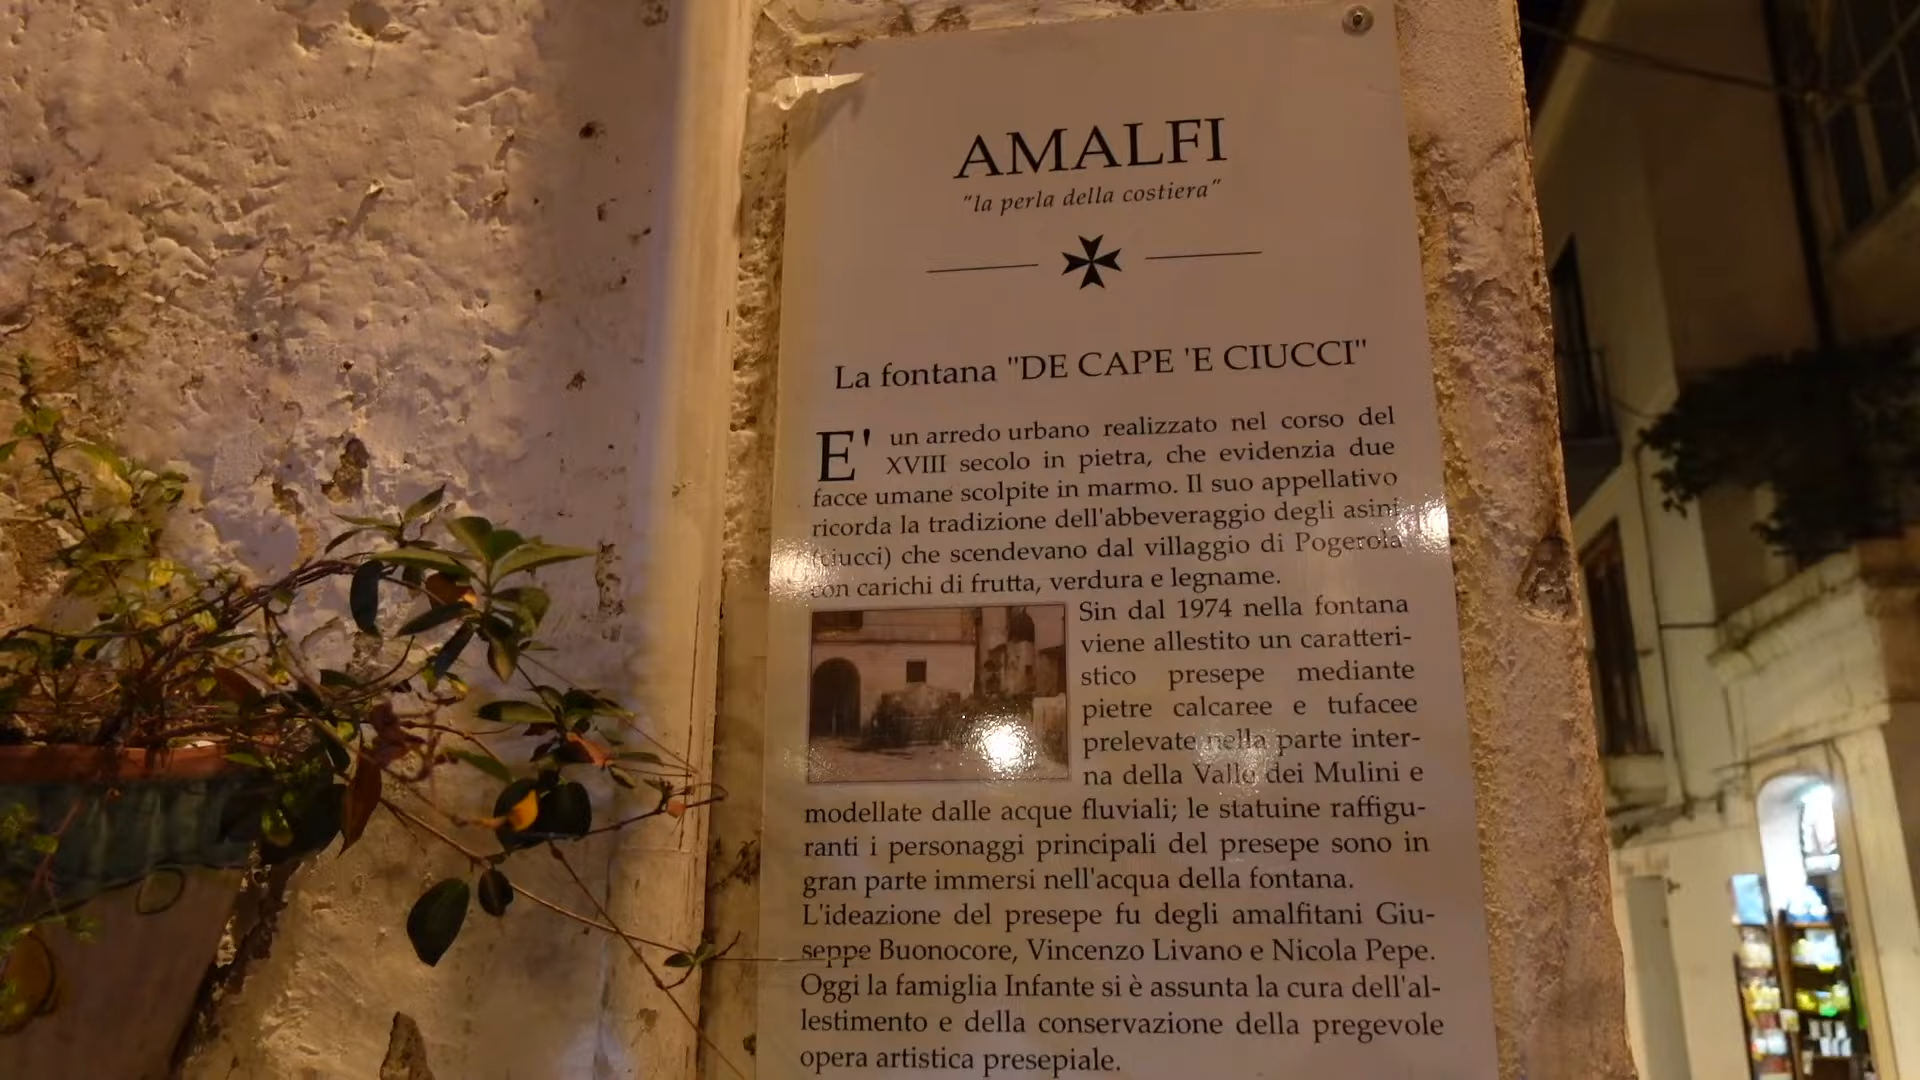 AMALFI
"la perla della costiera"
La fontana "DE CAPE 'E CIUCCI"
E' un arredo urbano realizzato nel corso del
XVIII secolo in pietra, che evidenzia due
facce umane scolpite in marmo. Il suo appellativo
ricorda la tradizione dell'abbeveraggio degli asini
(ciucci) che scendevano dal villaggio di Pogerola
con carichi di frutta, verdura e legname.
Sin dal 1974 nella fontana
viene allestito un caratteri-
stico presepe mediante
pietre calcaree e tufacee
prelevate nella parte inter-
na della Valle dei Mulini e
modellate dalle acque fluviali; le statuine raffigu-
ranti i personaggi principali del presepe sono in
gran parte immersi nell'acqua della fontana.
L'ideazione del presepe fu degli amalfitani Giu-
seppe Buonocore, Vincenzo Livano e Nicola Pepe.
Oggi la famiglia Infante si è assunta la cura dell'al-
lestimento e della conservazione della pregevole
opera artistica presepiale.